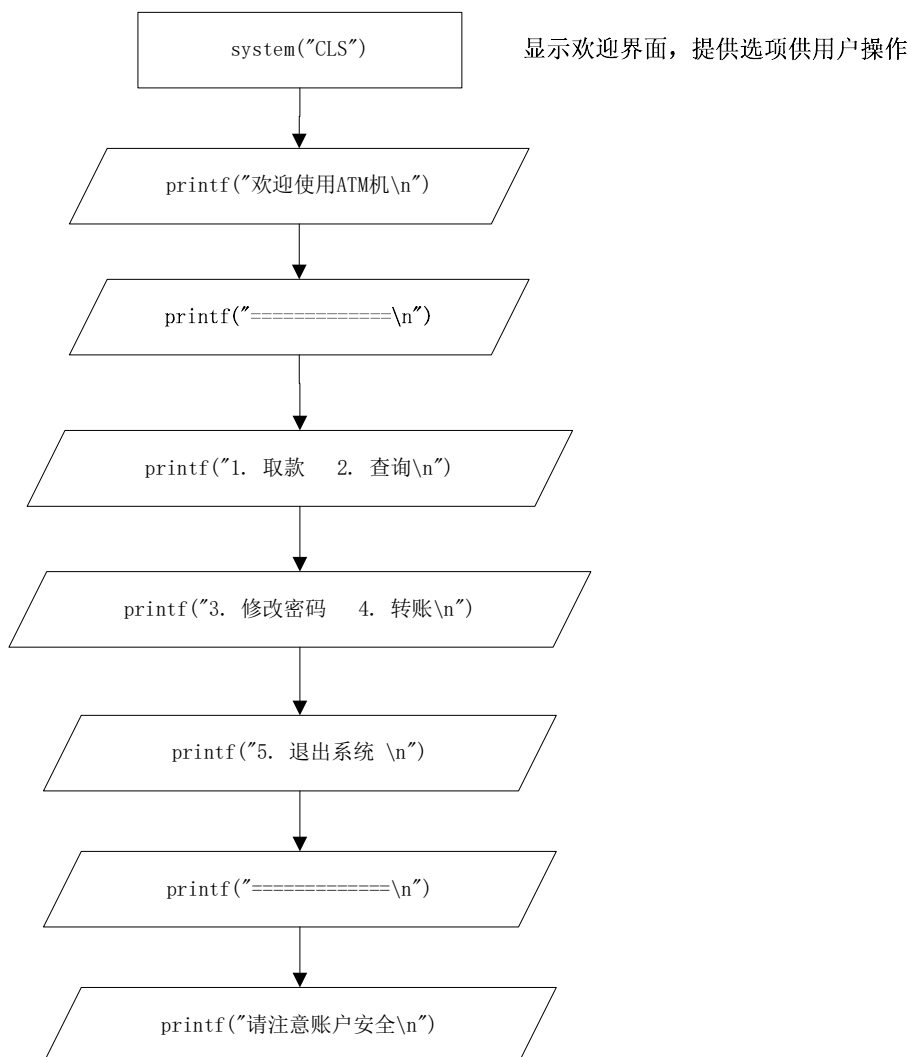 system("CLS")
显示欢迎界面，提供选项供用户操作
printf("欢迎使用ATM机\n")
printf("=============\n")
printf("1. 取款   2. 查询\n")
printf("3. 修改密码   4. 转账\n")
printf("5. 退出系统 \n")
printf("=============\n")
printf("请注意账户安全\n")